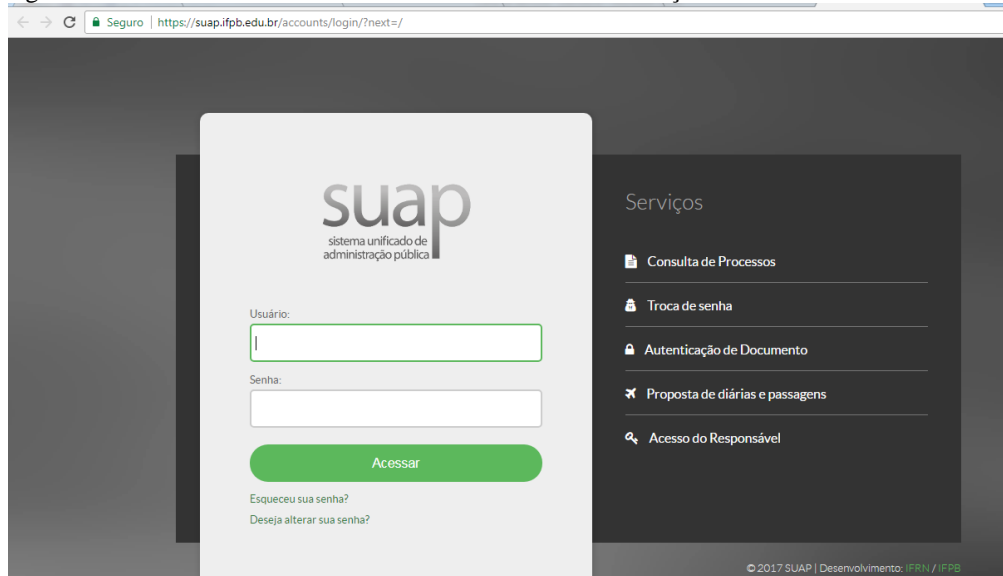 Seguro | https://suap.ifpb.edu.br/accounts/login/?next=/
suap
sistema unificado de
administração pública
Usuário:
Senha:
Acessar
Esqueceu sua senha?
Deseja alterar sua senha?
Serviços
Consulta de Processos
Troca de senha
Autenticação de Documento
Proposta de diárias e passagens
Acesso do Responsável
© 2017 SUAP | Desenvolvimento: IFRN / IFPB